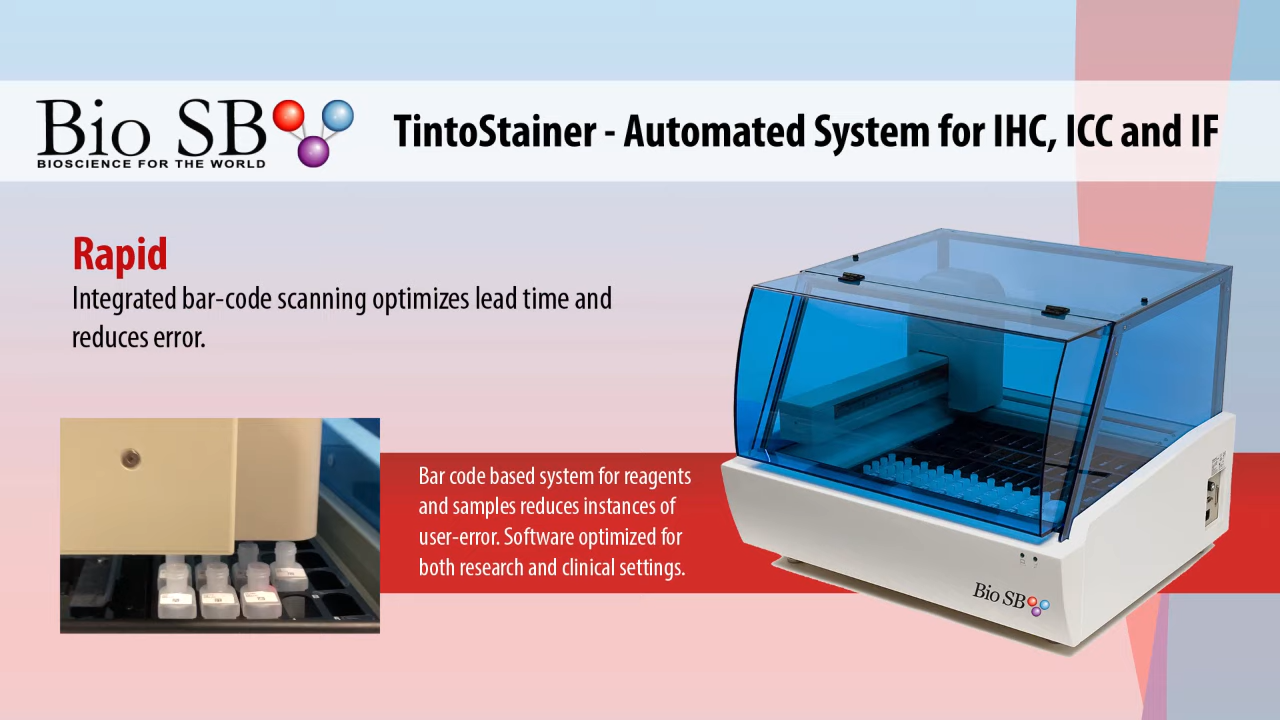 Bio SB
BIOSCIENCE FOR THE WORLD
TintoStainer - Automated System for IHC, ICC and IF
Rapid
Integrated bar-code scanning optimizes lead time and
reduces error.
Bar code based system for reagents
and samples reduces instances of
user-error. Software optimized for
both research and clinical settings.
Bio SB